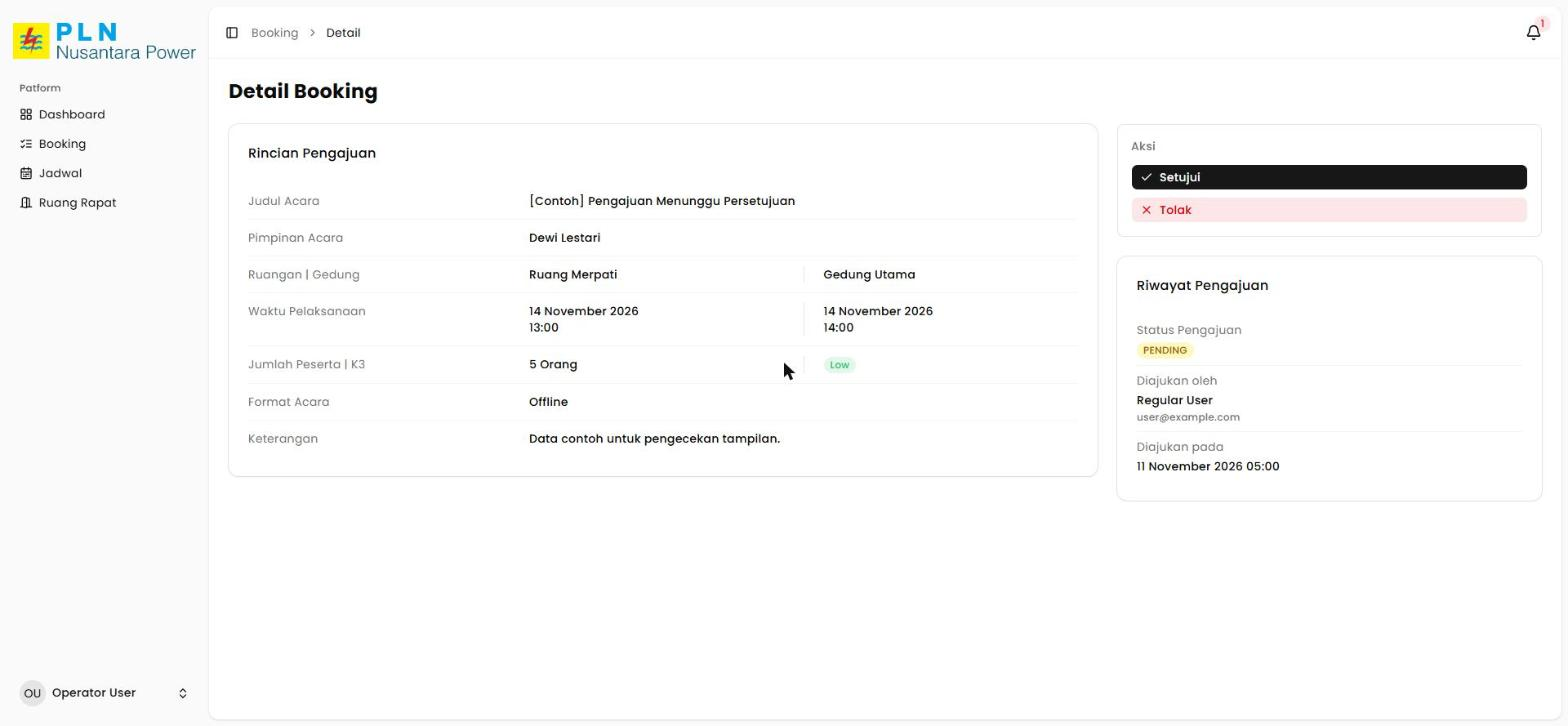 PLN
Nusantara Power
Patform
Dashboard
Booking
Jadwal
Ruang Rapat
OU Operator User
Booking > Detail
1
Detail Booking
Rincian Pengajuan
Judul Acara [Contoh] Pengajuan Menunggu Persetujuan
Pimpinan Acara Dewi Lestari
Ruangan | Gedung Ruang Merpati Gedung Utama
Waktu Pelaksanaan 14 November 2026 14 November 2026
13:00 14:00
Jumlah Peserta | K3 5 Orang Low
Format Acara Offline
Keterangan Data contoh untuk pengecekan tampilan.
Aksi
Setujui
Tolak
Riwayat Pengajuan
Status Pengajuan
PENDING
Diajukan oleh
Regular User
user@example.com
Diajukan pada
11 November 2026 05:00